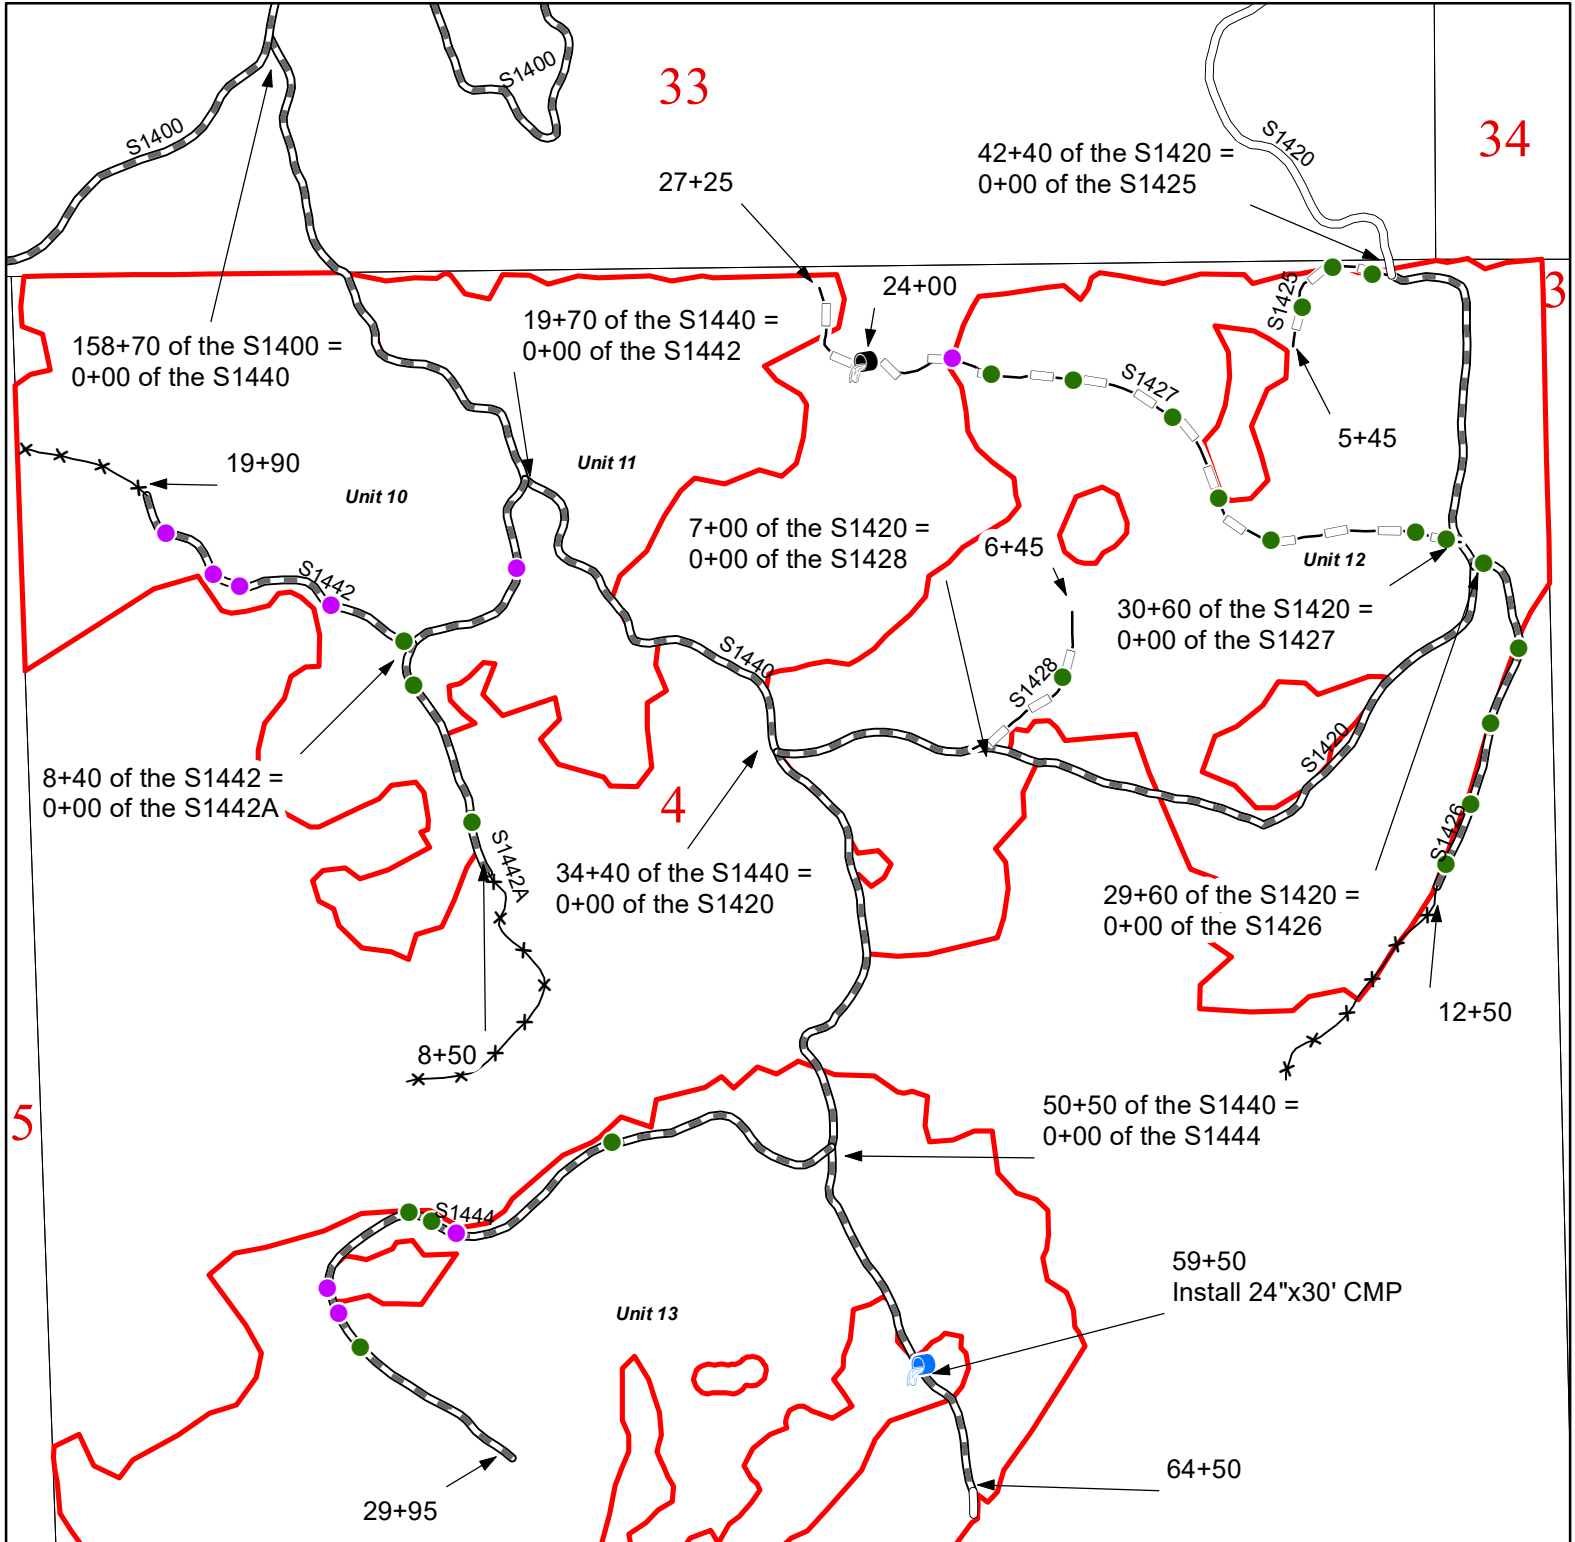 S1400
33
S1400
S1420
34
42+40 of the S1420 =
0+00 of the S1425
27+25
24+00
S1425
3
19+70 of the S1440 =
0+00 of the S1442
158+70 of the S1400 =
0+00 of the S1440
S1427
5+45
19+90
Unit 11
Unit 10
7+00 of the S1420 =
0+00 of the S1428
6+45
Unit 12
S1442
30+60 of the S1420 =
0+00 of the S1427
S1440
S1428
S1420
8+40 of the S1442 =
0+00 of the S1442A
4
S1442A
S1426
34+40 of the S1440 =
0+00 of the S1420
29+60 of the S1420 =
0+00 of the S1426
12+50
8+50
5
50+50 of the S1440 =
0+00 of the S1444
S1444
59+50
Install 24"x30' CMP
Unit 13
64+50
29+95